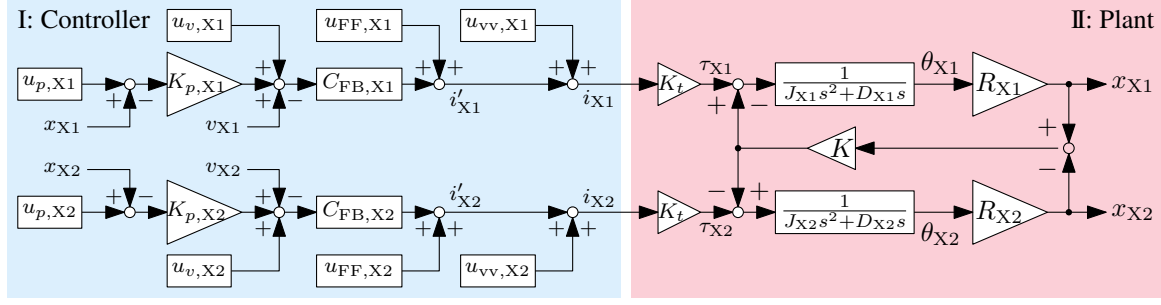 I: Controller
II: Plant
u_{v,X1}
u_{FF,X1}
u_{vv,X1}
u_{p,X1}
+
−
K_{p,X1}
+
+
−
C_{FB,X1}
+
+
i'_{X1}
+
+
i_{X1}
K_t
τ_{X1}
+
−
1
J_{X1}s²+D_{X1}s
θ_{X1}
R_{X1}
x_{X1}
x_{X1}
v_{X1}
K
+
−
x_{X2}
v_{X2}
u_{p,X2}
+
−
K_{p,X2}
+
−
+
C_{FB,X2}
i'_{X2}
+
+
i_{X2}
+
+
K_t
τ_{X2}
−
+
1
J_{X2}s²+D_{X2}s
θ_{X2}
R_{X2}
x_{X2}
u_{v,X2}
u_{FF,X2}
u_{vv,X2}